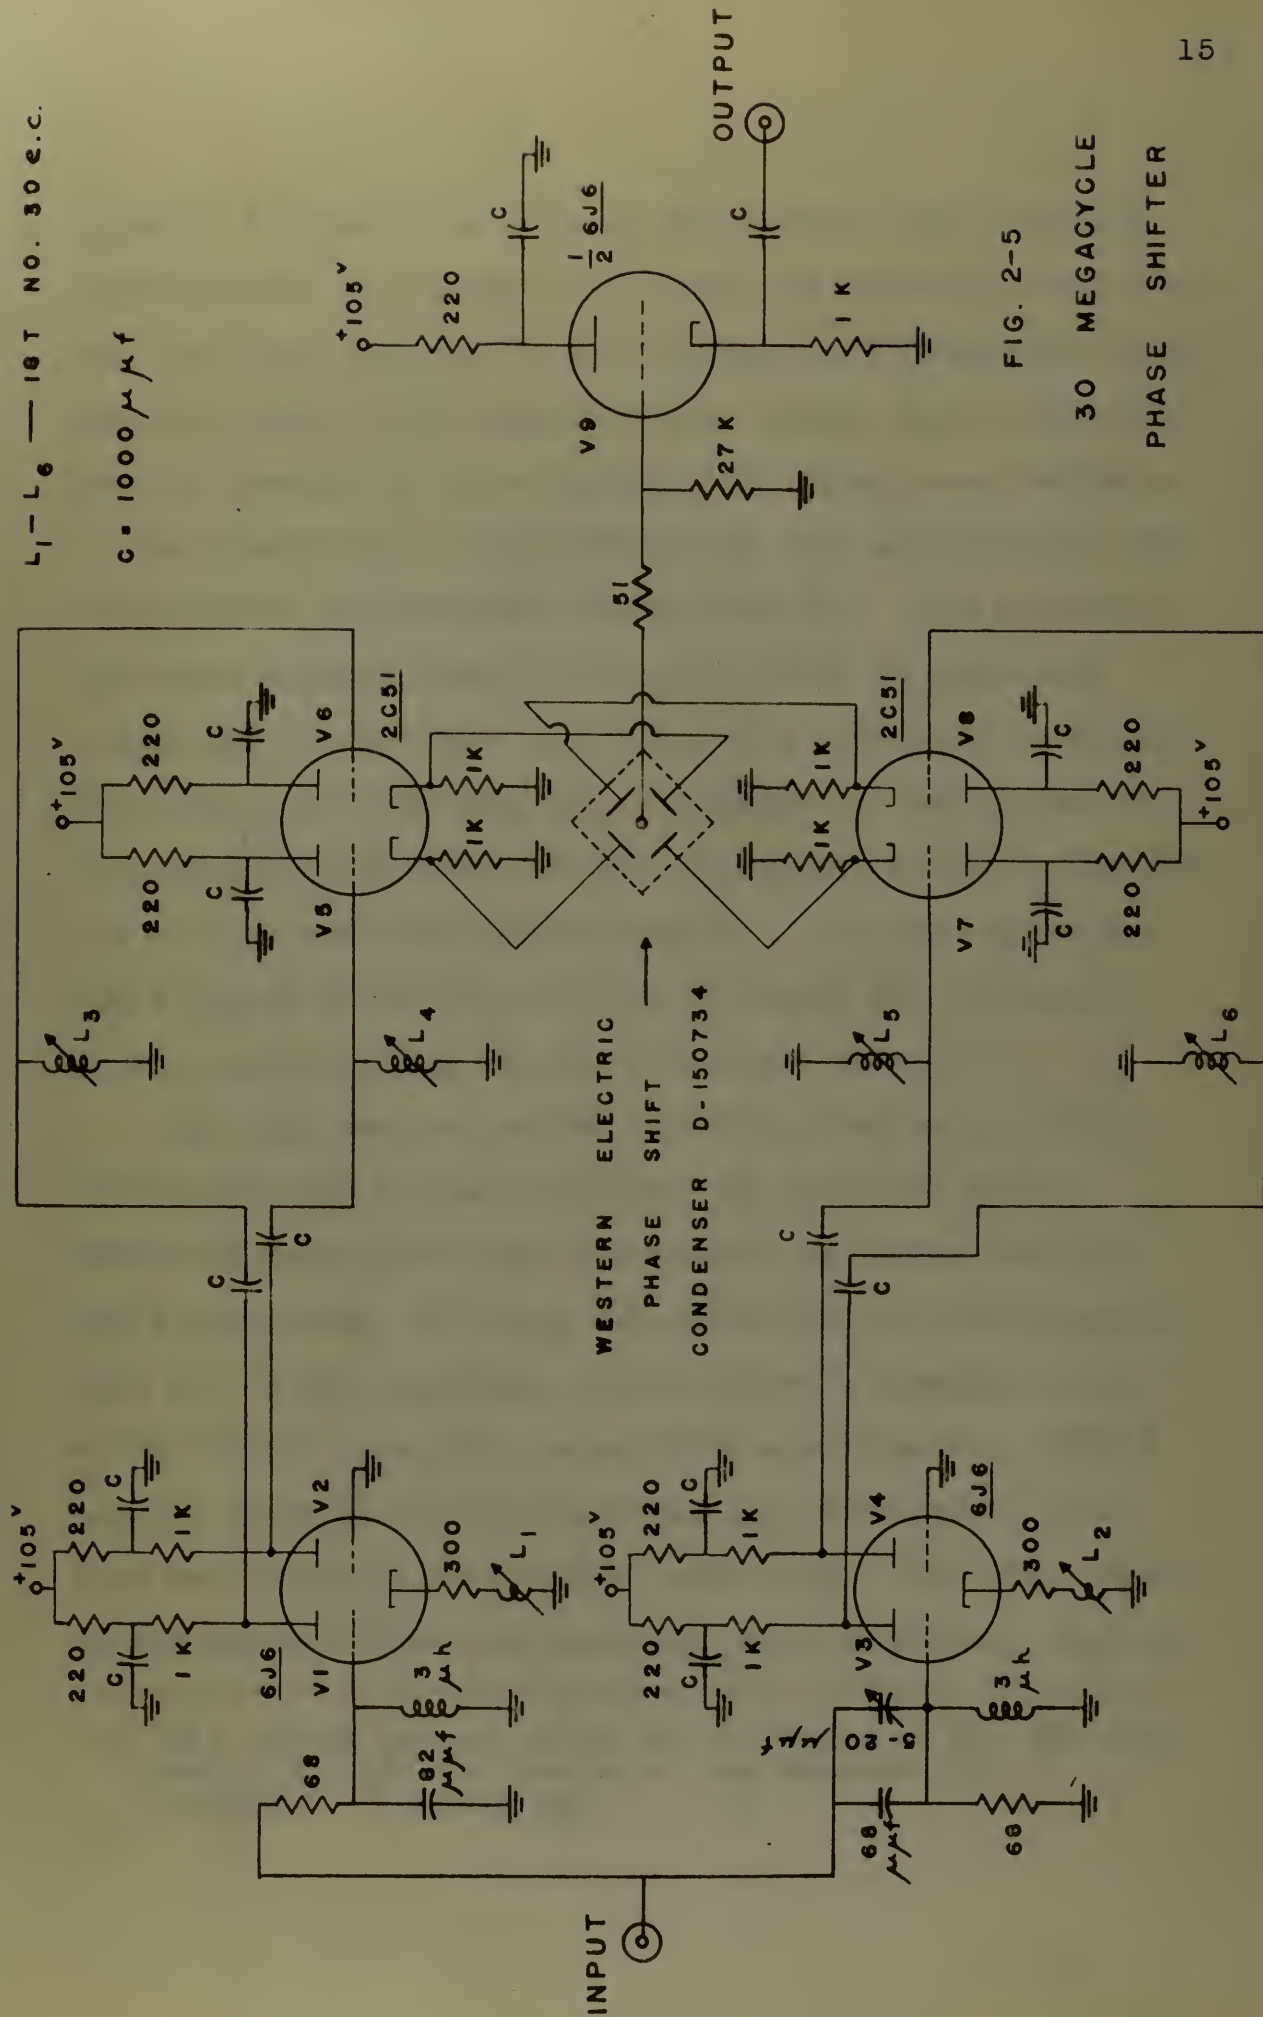 15
L1 — L6 — 18T NO. 30 e.c.
C = 1000 μμf
+105V
220
220
C
C
1K
1K
6J6
V1
V2
300
L1
68
82
μμf
3
μh
INPUT
+105V
220
220
C
C
1K
1K
V3
V4
6J6
300
L2
68
μμf
5-20
μμf
68
3
μh
C
C
C
C
L3
L4
L5
L6
+105V
220
220
C
C
V5
V6
2C51
1K
1K
WESTERN ELECTRIC
PHASE SHIFT
CONDENSER D-150734
1K
1K
2C51
V7
V8
C
C
220
220
+105V
51
27K
V9
+105V
220
C
1/2 6J6
C
1 K
OUTPUT
FIG. 2-5
30 MEGACYCLE
PHASE SHIFTER